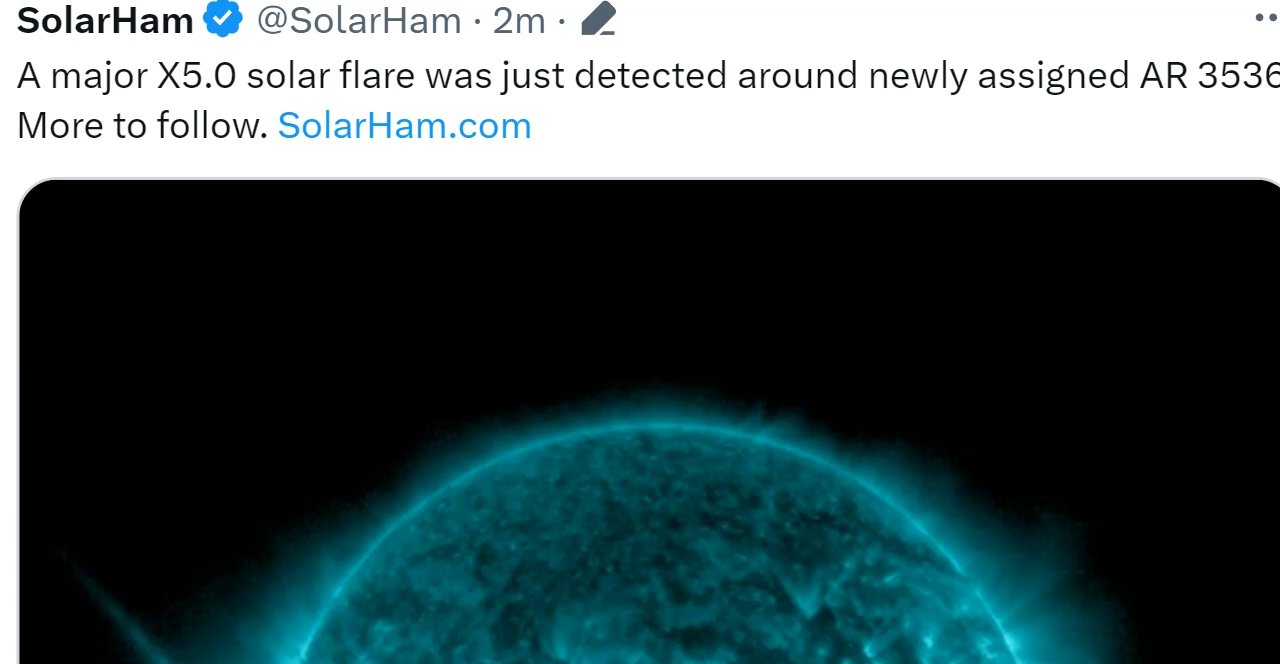 SolarHam @SolarHam · 2m ·
A major X5.0 solar flare was just detected around newly assigned AR 3536
More to follow. SolarHam.com